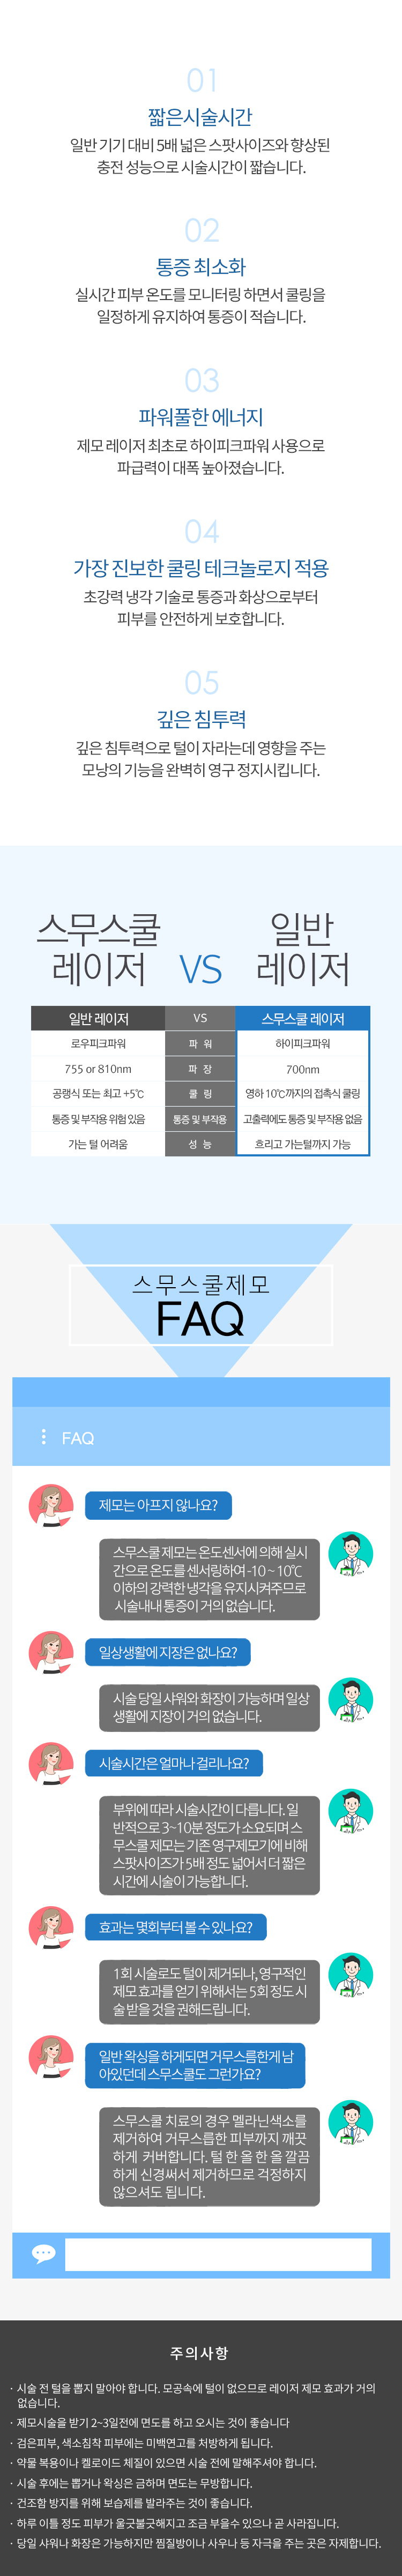 01
짧은시술시간
일반 기기 대비 5배 넓은 스팟사이즈와 향상된
충전 성능으로 시술시간이 짧습니다.
02
통증 최소화
실시간 피부 온도를 모니터링 하면서 쿨링을
일정하게 유지하여 통증이 적습니다.
03
파워풀한 에너지
제모 레이저 최초로 하이피크파워 사용으로
파급력이 대폭 높아졌습니다.
04
가장 진보한 쿨링 테크놀로지 적용
초강력 냉각 기술로 통증과 화상으로부터
피부를 안전하게 보호합니다.
05
깊은 침투력
깊은 침투력으로 털이 자라는데 영향을 주는
모낭의 기능을 완벽히 영구 정지시킵니다.
스무스쿨
레이저
VS
일반
레이저
일반 레이저 VS 스무스쿨 레이저
로우피크파워 파 워 하이피크파워
755 or 810nm 파 장 700nm
공랭식 또는 최고 +5℃ 쿨 링 영하 10℃까지의 접촉식 쿨링
통증 및 부작용 위험 있음 통증 및 부작용 고출력에도 통증 및 부작용 없음
가는 털 어려움 성 능 흐리고 가는털까지 가능
스무스쿨제모
FAQ
FAQ
제모는 아프지 않나요?
스무스쿨 제모는 온도센서에 의해 실시
간으로 온도를 센서링하여 -10 ~ 10℃
이하의 강력한 냉각을 유지시켜주므로
시술내내 통증이 거의 없습니다.
일상생활에 지장은 없나요?
시술 당일 샤워와 화장이 가능하며 일상
생활에 지장이 거의 없습니다.
시술시간은 얼마나 걸리나요?
부위에 따라 시술시간이 다릅니다. 일
반적으로 3~10분 정도가 소요되며 스
무스쿨 제모는 기존 영구제모기에 비해
스팟사이즈가 5배 정도 넓어서 더 짧은
시간에 시술이 가능합니다.
효과는 몇회부터 볼 수 있나요?
1회 시술로도 털이 제거되나, 영구적인
제모 효과를 얻기 위해서는 5회 정도 시
술 받을 것을 권해드립니다.
일반 왁싱을 하게되면 거무스름한게 남
아있던데 스무스쿨도 그런가요?
스무스쿨 치료의 경우 멜라닌색소를
제거하여 거무스릅한 피부까지 깨끗
하게 커버합니다. 털 한 올 한 올 깔끔
하게 신경써서 제거하므로 걱정하지
않으셔도 됩니다.
주의사항
· 시술 전 털을 뽑지 말아야 합니다. 모공속에 털이 없으므로 레이저 제모 효과가 거의
없습니다.
· 제모시술을 받기 2~3일전에 면도를 하고 오시는 것이 좋습니다
· 검은피부, 색소침착 피부에는 미백연고를 처방하게 됩니다.
· 약물 복용이나 켈로이드 체질이 있으면 시술 전에 말해주셔야 합니다.
· 시술 후에는 뽑거나 왁싱은 금하며 면도는 무방합니다.
· 건조함 방지를 위해 보습제를 발라주는 것이 좋습니다.
· 하루 이틀 정도 피부가 울긋불긋해지고 조금 부을수 있으나 곧 사라집니다.
· 당일 샤워나 화장은 가능하지만 찜질방이나 사우나 등 자극을 주는 곳은 자제합니다.